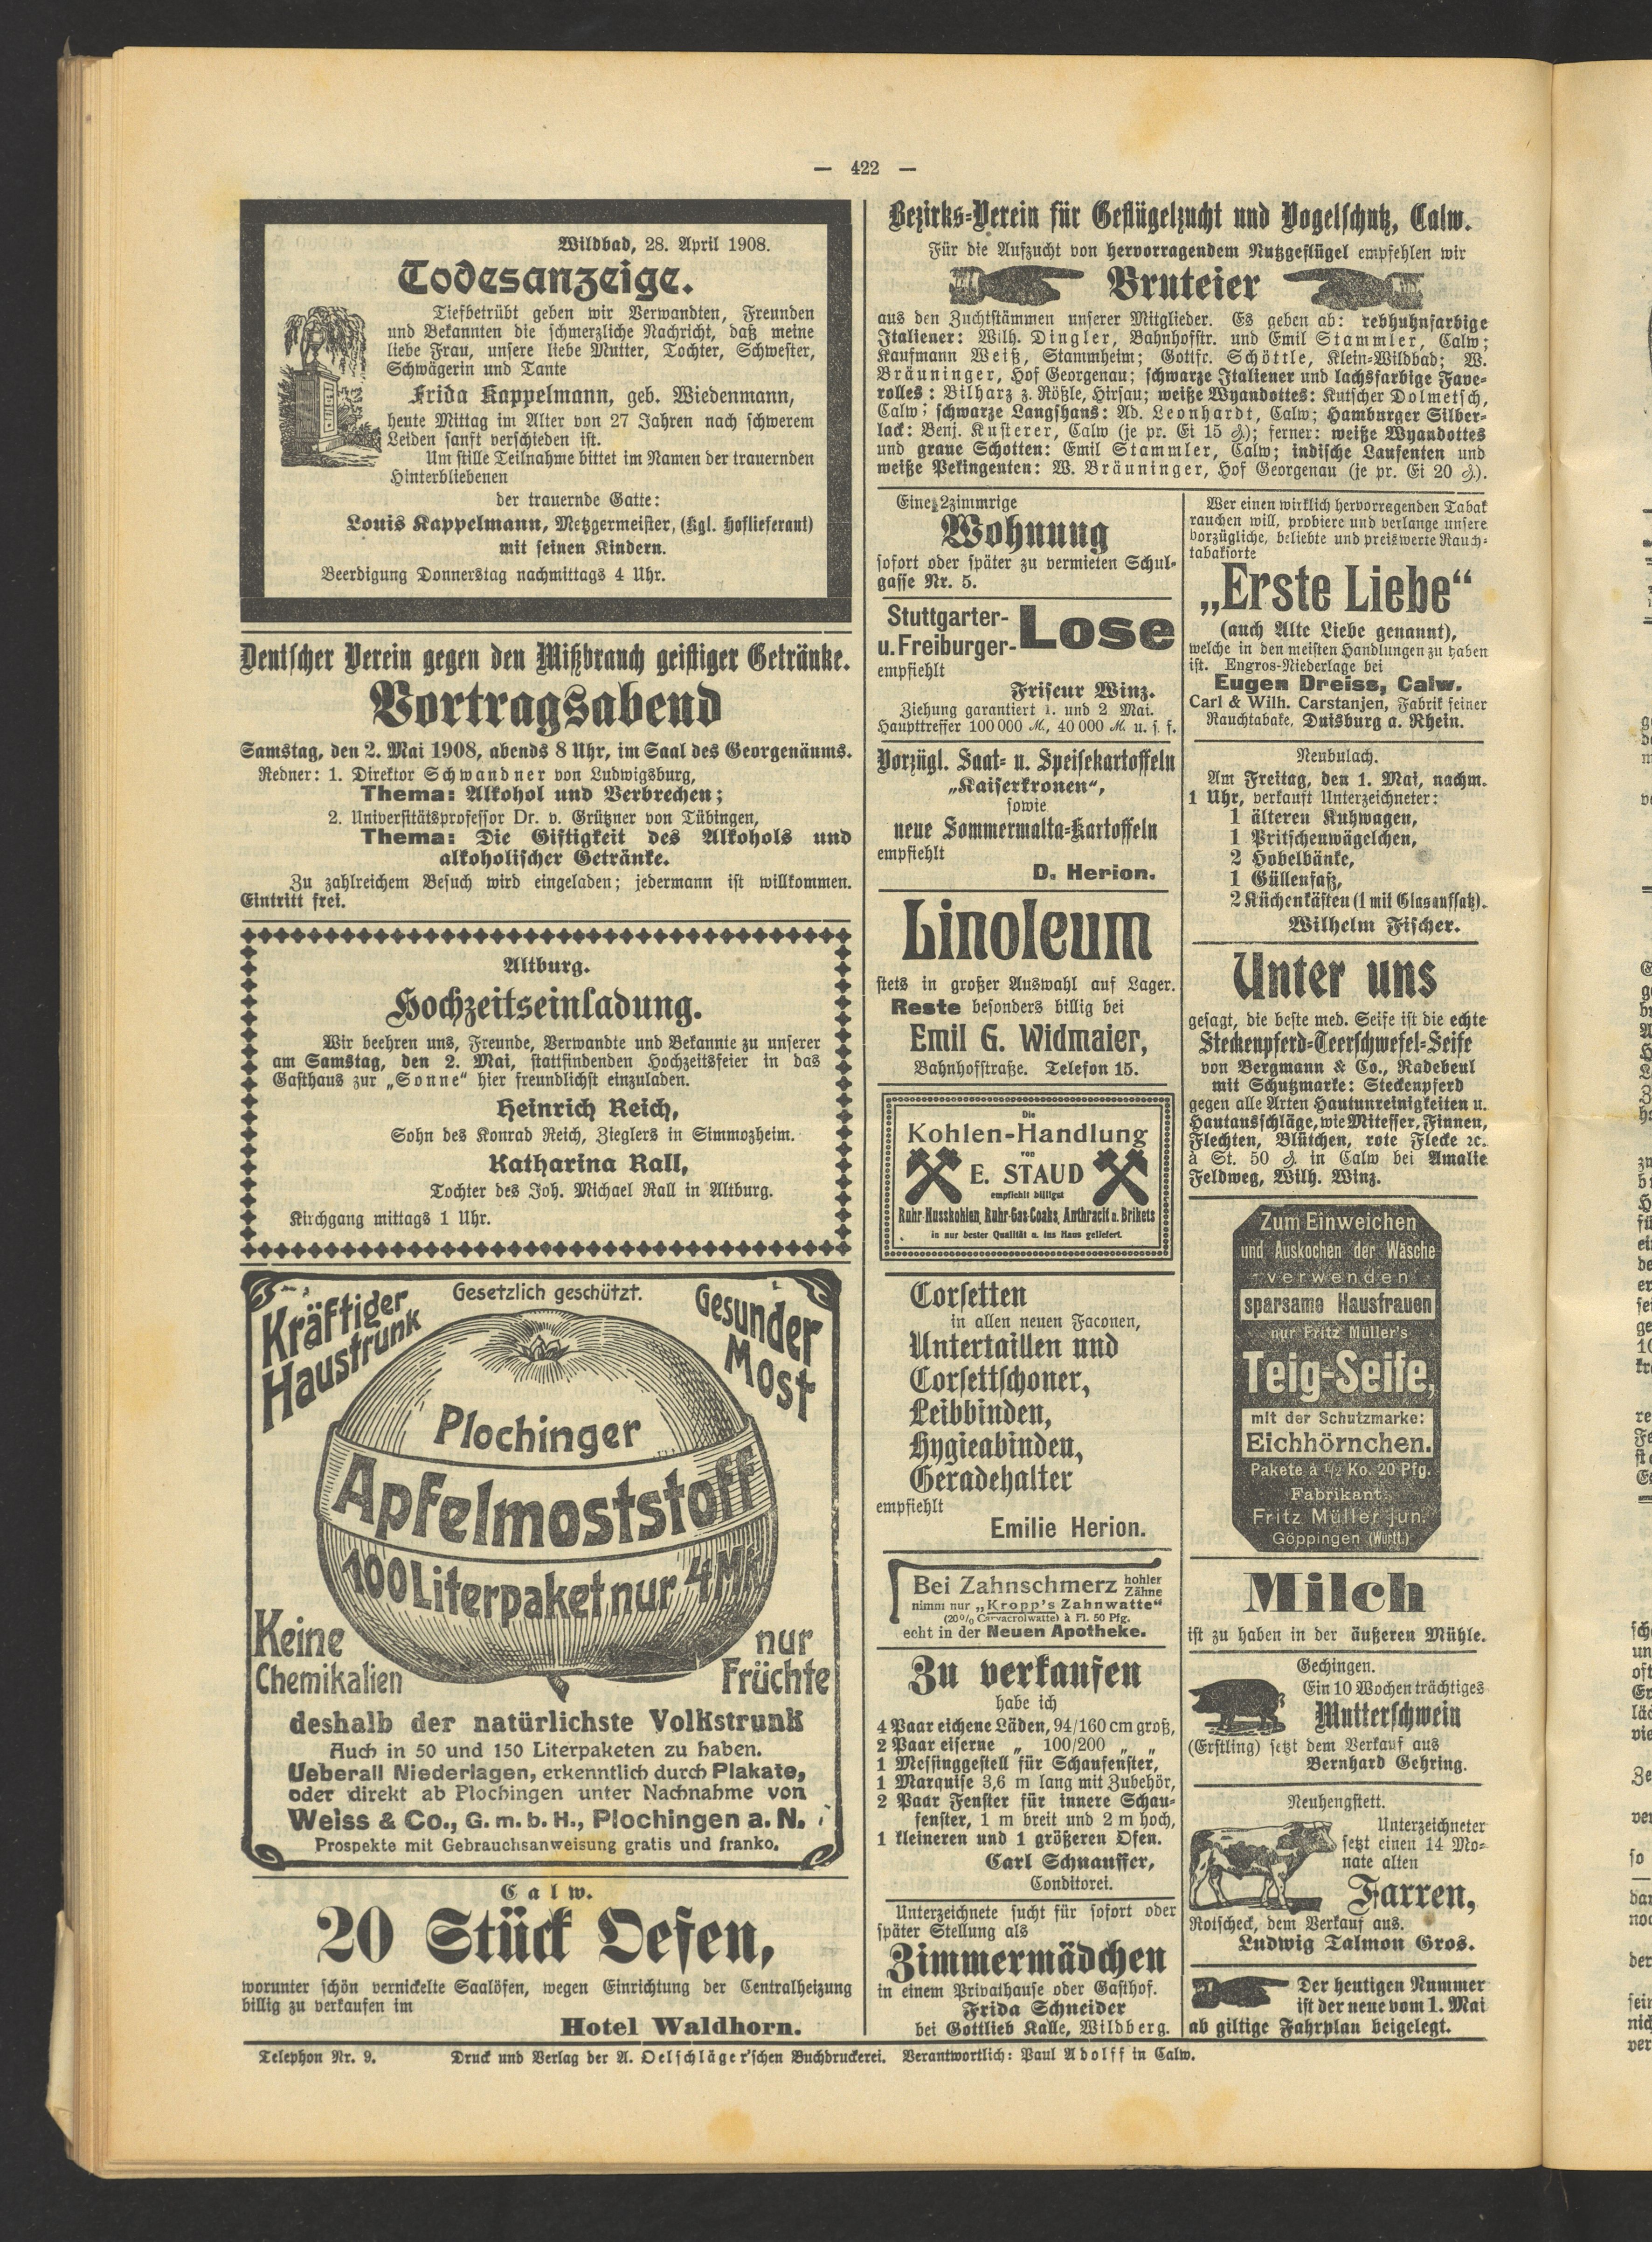 — 422 —
Wildbad, 28. April 1908.
Todesanzeige.
Tiefbetrübt geben wir Verwandten, Freunden
und Bekannten die schmerzliche Nachricht, daß meine
liebe Frau, unsere liebe Mutter, Tochter, Schwester,
Schwägerin und Tante
Frida Kappelmann, geb. Wiedenmann,
heute Mittag im Alter von 27 Jahren nach schwerem
Leiden sanft verschieden ist.
Um stille Teilnahme bittet im Namen der trauernden
Hinterbliebenen
der trauernde Gatte:
Louis Kappelmann, Metzgermeister, (Kgl. Hoflieferant)
mit seinen Kindern.
Beerdigung Donnerstag nachmittags 4 Uhr.
Deutscher Verein gegen den Mißbrauch geistiger Getränke.
Vortragsabend
Samstag, den 2. Mai 1908, abends 8 Uhr, im Saal des Georgenäums.
Redner: 1. Direktor Schwandner von Ludwigsburg,
Thema: Alkohol und Verbrechen;
2. Universitätsprofessor Dr. v. Grützner von Tübingen,
Thema: Die Giftigkeit des Alkohols und
alkoholischer Getränke.
Zu zahlreichem Besuch wird eingeladen; jedermann ist willkommen.
Eintritt frei.
Altburg.
Hochzeitseinladung.
Wir beehren uns, Freunde, Verwandte und Bekannte zu unserer
am Samstag, den 2. Mai, stattfindenden Hochzeitsfeier in das
Gasthaus zur „Sonne“ hier freundlichst einzuladen.
Heinrich Reich,
Sohn des Konrad Reich, Zieglers in Simmozheim.
Katharina Rall,
Tochter des Joh. Michael Rall in Altburg.
Kirchgang mittags 1 Uhr.
Gesetzlich geschützt.
Kräftiger
Haustrunk
Gesunder
Most
Plochinger
Apfelmoststoff
100 Literpaket nur 4 Mk
Keine
Chemikalien
nur
Früchte
deshalb der natürlichste Volkstrunk
Auch in 50 und 150 Literpaketen zu haben.
Ueberall Niederlagen, erkenntlich durch Plakate,
oder direkt ab Plochingen unter Nachnahme von
Weiss & Co., G. m. b. H., Plochingen a. N.
Prospekte mit Gebrauchsanweisung gratis und franko.
Calw.
20 Stück Oefen,
worunter schön vernickelte Saalöfen, wegen Einrichtung der Centralheizung
billig zu verkaufen im
Hotel Waldhorn.
Bezirks-Verein für Geflügelzucht und Vogelschutz, Calw.
Für die Aufzucht von hervorragendem Nutzgeflügel empfehlen wir
Bruteier
aus den Zuchtstämmen unserer Mitglieder. Es geben ab: rebhuhnfarbige
Italiener: Wilh. Dingler, Bahnhofstr. und Emil Stammler, Calw;
Kaufmann Weiß, Stammheim; Gottfr. Schöttle, Klein-Wildbad; W.
Bräuninger, Hof Georgenau; schwarze Italiener und lachsfarbige Fave-
rolles: Bilharz z. Rößle, Hirsau; weiße Wyandottes: Kutscher Dolmetsch,
Calw; schwarze Langshans: Ad. Leonhardt, Calw; Hamburger Silber-
lack: Benj. Kusterer, Calw (je pr. Ei 15 ₰); ferner: weiße Wyandottes
und graue Schotten: Emil Stammler, Calw; indische Laufenten und
weiße Pekingenten: W. Bräuninger, Hof Georgenau (je pr. Ei 20 ₰).
Eine 2zimmrige
Wohnung
sofort oder später zu vermieten Schul-
gasse Nr. 5.
Stuttgarter-
u. Freiburger-
Lose
empfiehlt
Friseur Winz.
Ziehung garantiert 1. und 2. Mai.
Haupttreffer 100 000 M., 40 000 M. u. s. f.
Vorzügl. Saat- u. Speisekartoffeln
„Kaiserkronen“,
sowie
neue Sommermalta-Kartoffeln
empfiehlt
D. Herion.
Linoleum
stets in großer Auswahl auf Lager.
Reste besonders billig bei
Emil G. Widmaier,
Bahnhofstraße. Telefon 15.
Die
Kohlen-Handlung
von
E. STAUD
empfiehlt billigst
Ruhr-Nusskohlen, Ruhr-Gas-Coaks, Anthracit u. Brikets
in nur bester Qualität u. ins Haus geliefert.
Corsetten
in allen neuen Faconen,
Untertaillen und
Corsettschoner,
Leibbinden,
Hygieabinden,
Geradehalter
empfiehlt
Emilie Herion.
Bei Zahnschmerz hohler
Zähne
nimm nur „Kropp's Zahnwatte“
(20% Carvacrolwatte) à Fl. 50 Pfg.
echt in der Neuen Apotheke.
Zu verkaufen
habe ich
4 Paar eichene Läden, 94/160 cm groß,
2 Paar eiserne „ 100/200 „ „
1 Messinggestell für Schaufenster,
1 Marquise 3,6 m lang mit Zubehör,
2 Paar Fenster für innere Schau-
fenster, 1 m breit und 2 m hoch,
1 kleineren und 1 größeren Ofen.
Carl Schnauffer,
Conditorei.
Unterzeichnete sucht für sofort oder
später Stellung als
Zimmermädchen
in einem Privathause oder Gasthof.
Frida Schneider
bei Gottlieb Kalle, Wildberg.
Wer einen wirklich hervorragenden Tabak
rauchen will, probiere und verlange unsere
vorzügliche, beliebte und preiswerte Rauch-
tabaksorte
„Erste Liebe“
(auch Alte Liebe genannt),
welche in den meisten Handlungen zu haben
ist. Engros-Niederlage bei
Eugen Dreiss, Calw.
Carl & Wilh. Carstanjen, Fabrik feiner
Rauchtabake, Duisburg a. Rhein.
Neubulach.
Am Freitag, den 1. Mai, nachm.
1 Uhr, verkauft Unterzeichneter:
1 älteren Kuhwagen,
1 Pritschenwägelchen,
2 Hobelbänke,
1 Güllenfaß,
2 Küchenkästen (1 mit Glasaufsatz).
Wilhelm Fischer.
Unter uns
gesagt, die beste med. Seife ist die echte
Steckenpferd-Teerschwefel-Seife
von Bergmann & Co., Radebeul
mit Schutzmarke: Steckenpferd
gegen alle Arten Hautunreinigkeiten u.
Hautausschläge, wie Mitesser, Finnen,
Flechten, Blütchen, rote Flecke ꝛc.
à St. 50 ₰ in Calw bei Amalie
Feldweg, Wilh. Winz.
Zum Einweichen
und Auskochen der Wäsche
verwenden
sparsame Hausfrauen
nur Fritz Müller's
Teig-Seife,
mit der Schutzmarke:
Eichhörnchen.
Pakete à 1/2 Ko. 20 Pfg.
Fabrikant:
Fritz Müller jun.
Göppingen (Württ.)
Milch
ist zu haben in der äußeren Mühle.
Gechingen.
Ein 10 Wochen trächtiges
Mutterschwein
(Erstling) setzt dem Verkauf aus
Bernhard Gehring.
Neuhengstett.
Unterzeichneter
setzt einen 14 Mo-
nate alten
Farren,
Rotscheck, dem Verkauf aus.
Ludwig Talmon Gros.
Der heutigen Nummer
ist der neue vom 1. Mai
ab giltige Fahrplan beigelegt.
Telephon Nr. 9. Druck und Verlag der A. Oelschläger'schen Buchdruckerei. Verantwortlich: Paul Adolff in Calw.